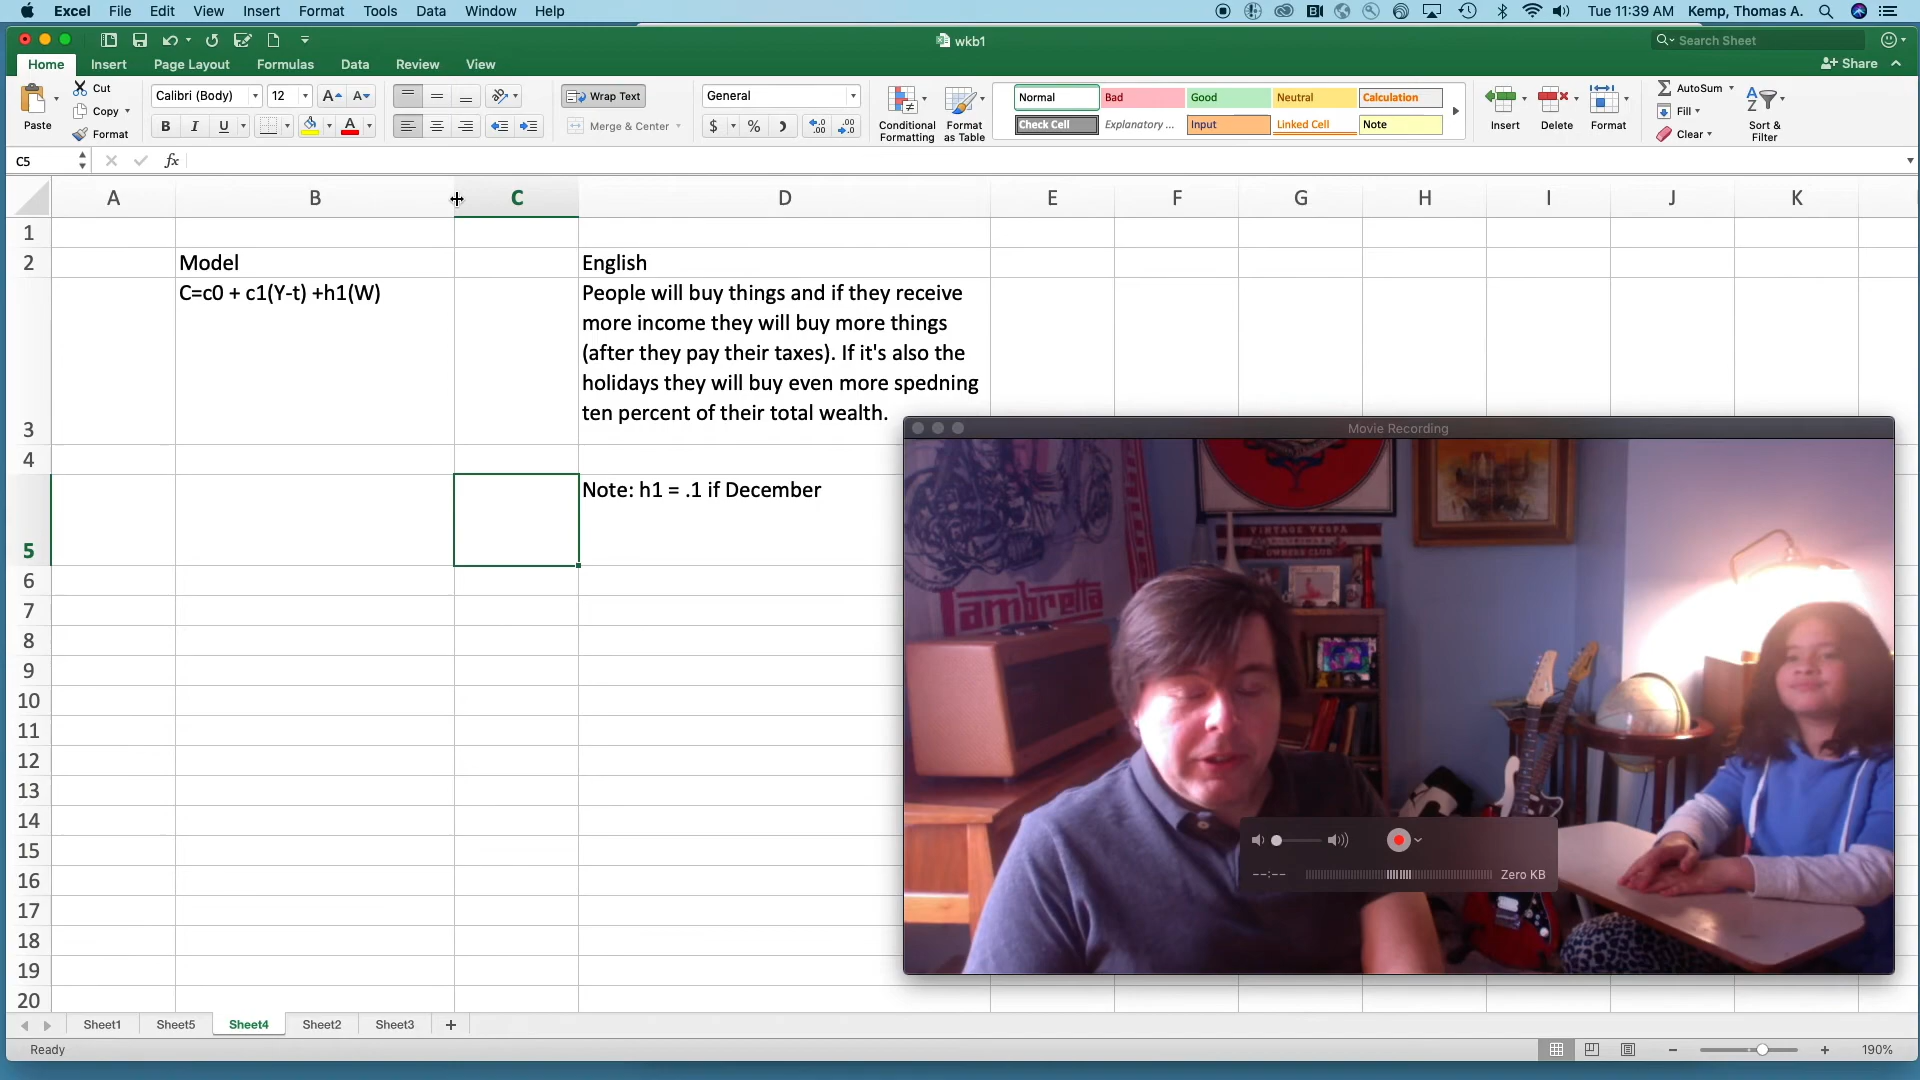 Excel File Edit View Insert Format Tools Data Window Help Tue 11:39 AM Kemp, Thomas A.
wkb1 Search Sheet
Home Insert Page Layout Formulas Data Review View Share
Paste Cut Copy Format
Calibri (Body) 12 A A
B I U A
Wrap Text
Merge & Center
General
$ % .00 .0
Conditional Formatting
Format as Table
Normal Bad Good Neutral Calculation
Check Cell Explanatory ... Input Linked Cell Note
Insert Delete Format
AutoSum
Fill
Clear
Sort & Filter
C5 fx
A B C D E F G H I J K
1
2 Model English
C=c0 + c1(Y-t) +h1(W) People will buy things and if they receive
more income they will buy more things
(after they pay their taxes). If it's also the
holidays they will buy even more spedning
3 ten percent of their total wealth.
4
Note: h1 = .1 if December
5
6
7
8
9
10
11
12
13
14
15
16
17
18
19
20
Movie Recording
VINTAGE VESPA
OWNERS CLUB
Lambretta
--:-- Zero KB
Sheet1 Sheet5 Sheet4 Sheet2 Sheet3 +
Ready 190%